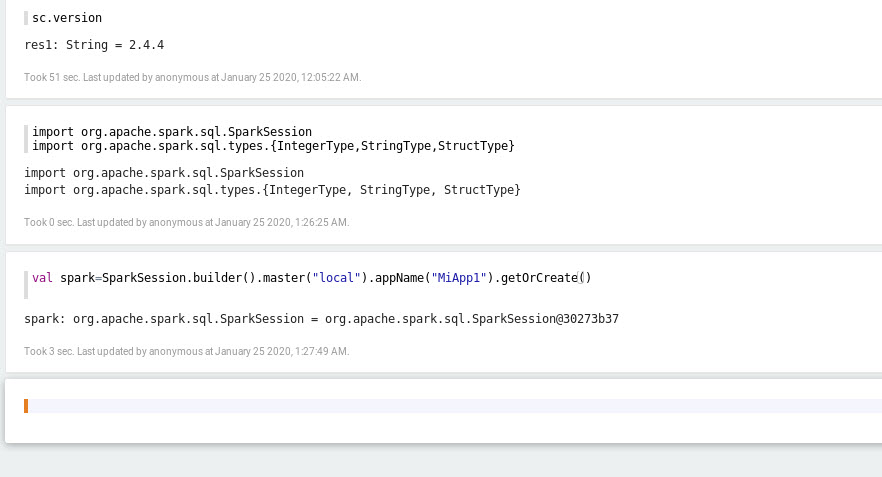 sc.version
res1: String = 2.4.4
Took 51 sec. Last updated by anonymous at January 25 2020, 12:05:22 AM.
import org.apache.spark.sql.SparkSession
import org.apache.spark.sql.types.{IntegerType,StringType,StructType}
import org.apache.spark.sql.SparkSession
import org.apache.spark.sql.types.{IntegerType, StringType, StructType}
Took 0 sec. Last updated by anonymous at January 25 2020, 1:26:25 AM.
val spark=SparkSession.builder().master("local").appName("MiApp1").getOrCreate()
spark: org.apache.spark.sql.SparkSession = org.apache.spark.sql.SparkSession@30273b37
Took 3 sec. Last updated by anonymous at January 25 2020, 1:27:49 AM.